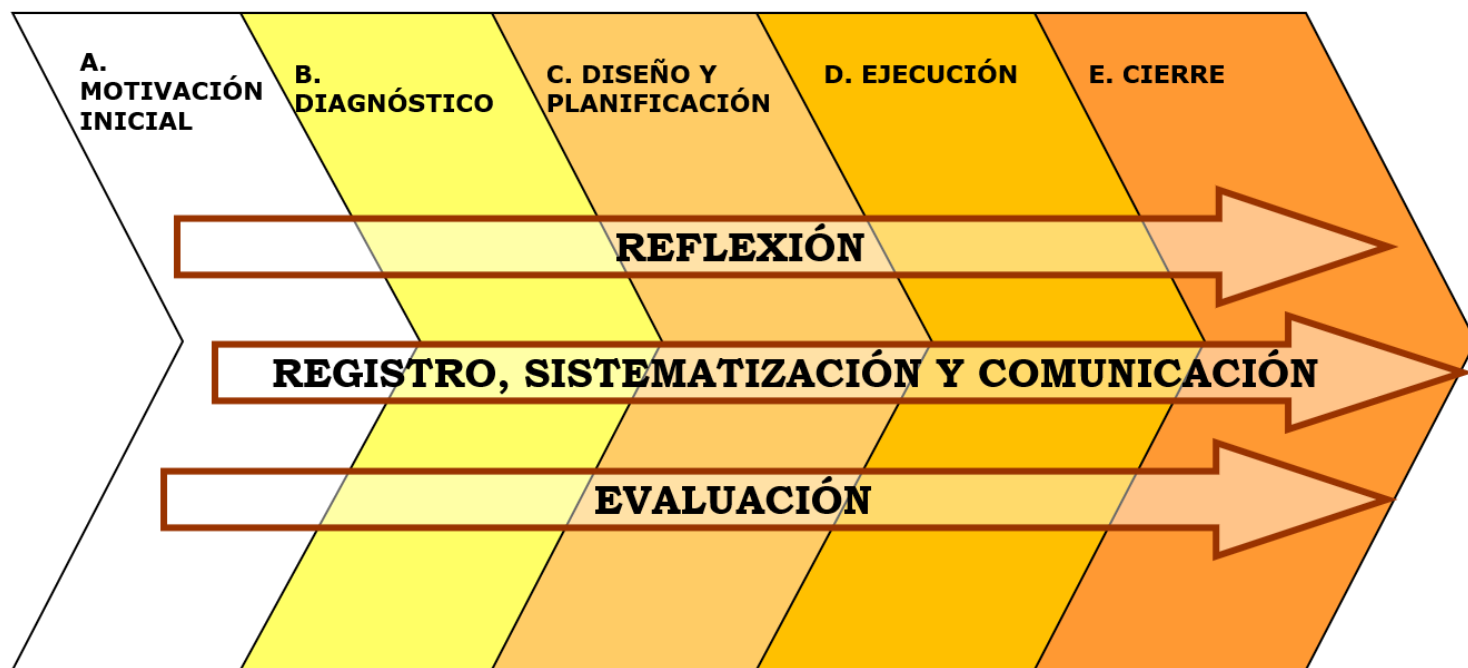 A.
MOTIVACIÓN
INICIAL
B.
DIAGNÓSTICO
C. DISEÑO Y
PLANIFICACIÓN
D. EJECUCIÓN
E. CIERRE
REFLEXIÓN
REGISTRO, SISTEMATIZACIÓN Y COMUNICACIÓN
EVALUACIÓN